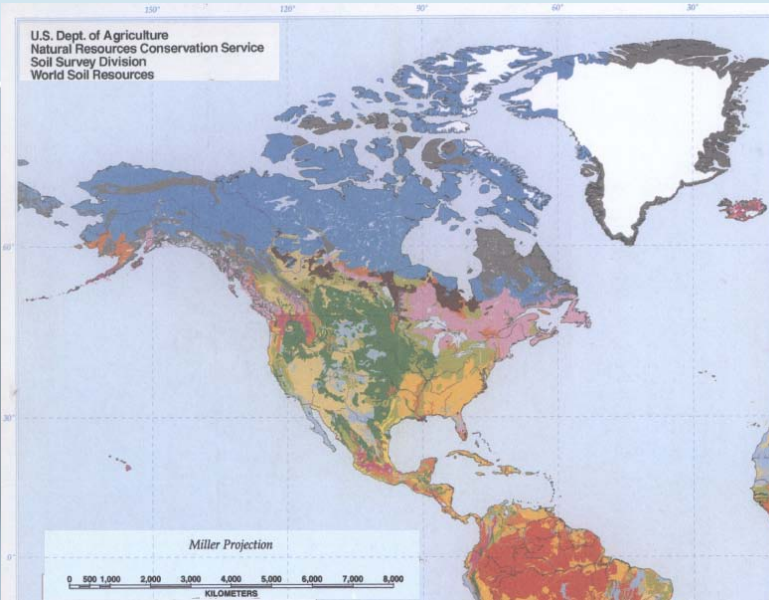 150° 120° 90° 60° 30°
U.S. Dept. of Agriculture
Natural Resources Conservation Service
Soil Survey Division
World Soil Resources
60°
30°
Miller Projection
0°
0 500 1,000 2,000 3,000 4,000 5,000 6,000 7,000 8,000
KILOMETERS